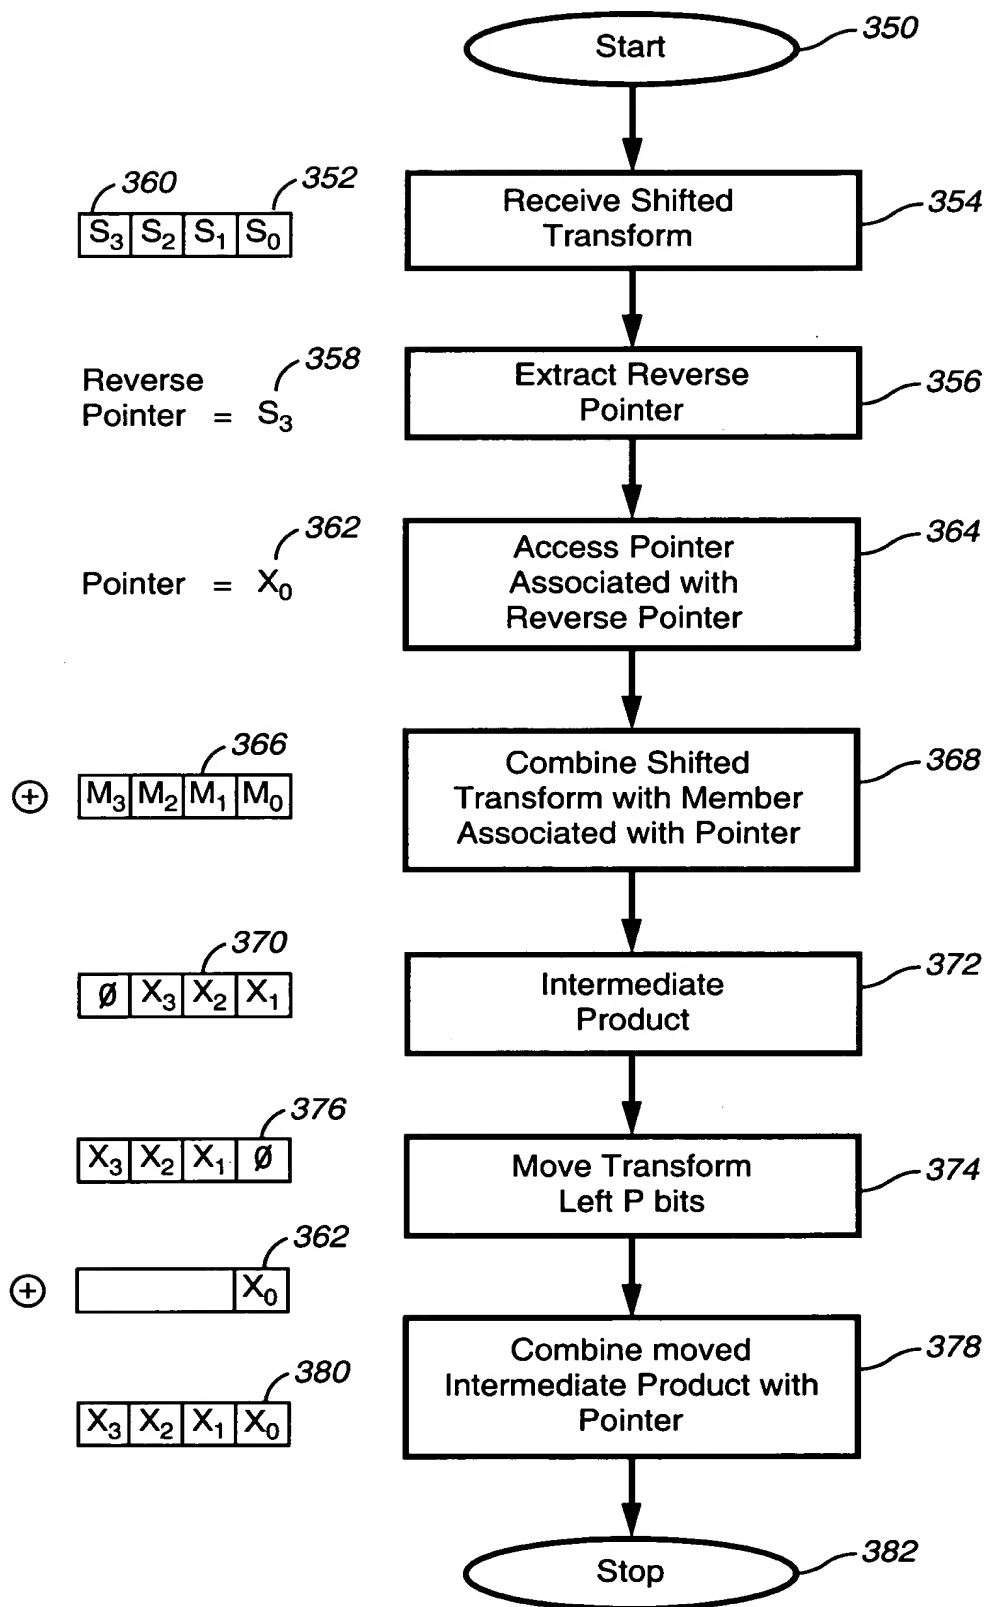 Start
350
360
352
S3 S2 S1 S0
Receive Shifted
Transform
354
Reverse
Pointer = S3
358
Extract Reverse
Pointer
356
Pointer = X0
362
Access Pointer
Associated with
Reverse Pointer
364
366
⊕ M3 M2 M1 M0
Combine Shifted
Transform with Member
Associated with Pointer
368
370
Ø X3 X2 X1
Intermediate
Product
372
376
X3 X2 X1 Ø
Move Transform
Left P bits
374
362
⊕ X0
380
X3 X2 X1 X0
Combine moved
Intermediate Product with
Pointer
378
Stop
382